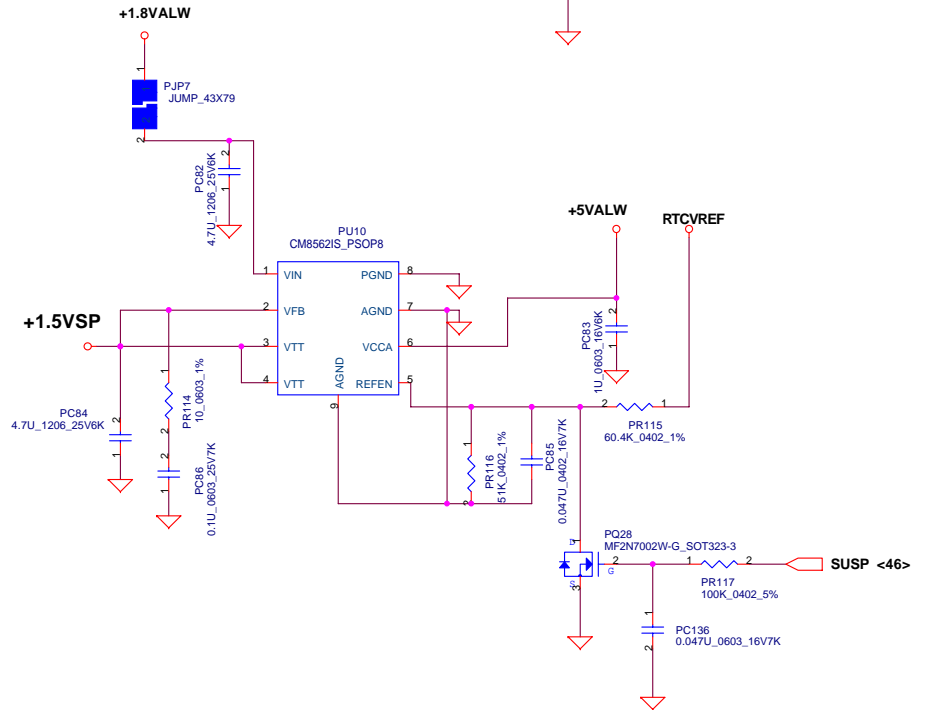 +1.8VALW
1
PJP7
JUMP_43X79
1
2
2
2
PC82
4.7U_1206_25V6K
1
+5VALW
RTCVREF
PU10
CM8562IS_PSOP8
1 VIN PGND 8
2 VFB AGND 7
+1.5VSP
3 VTT VCCA 6
4 VTT AGND REFEN 5
9
2
PC83
1U_0603_16V6K
1
1
PR114
10_0603_1%
2
PC84
4.7U_1206_25V6K
2
1
2
PC86
0.1U_0603_25V7K
1
1
PR116
51K_0402_1%
2
PC85
0.047U_0402_16V7K
2 1
PR115
60.4K_0402_1%
PQ28
MF2N7002W-G_SOT323-3
1
D
2
G
S
3
1 2
PR117
100K_0402_5%
SUSP <46>
1
PC136
0.047U_0603_16V7K
2